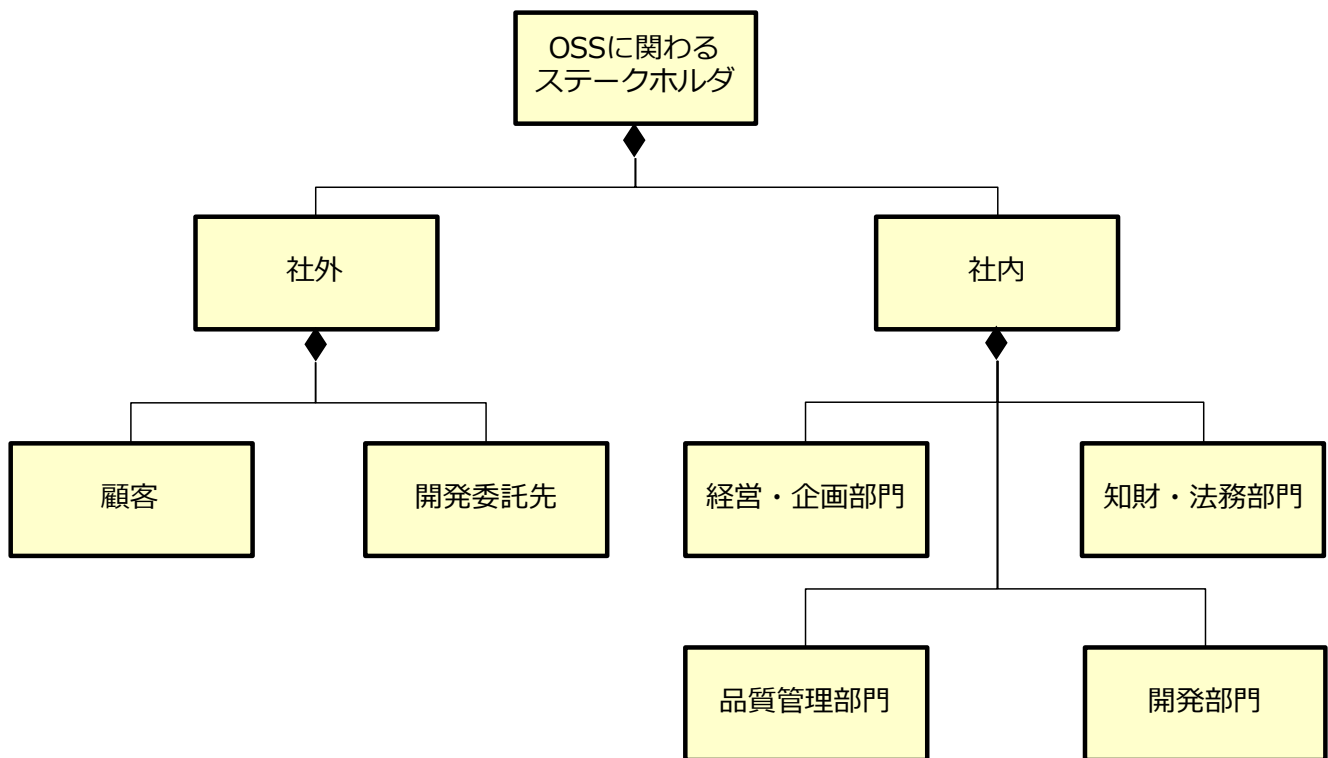 OSSに関わる
ステークホルダ
社外
社内
顧客
開発委託先
経営・企画部門
知財・法務部門
品質管理部門
開発部門